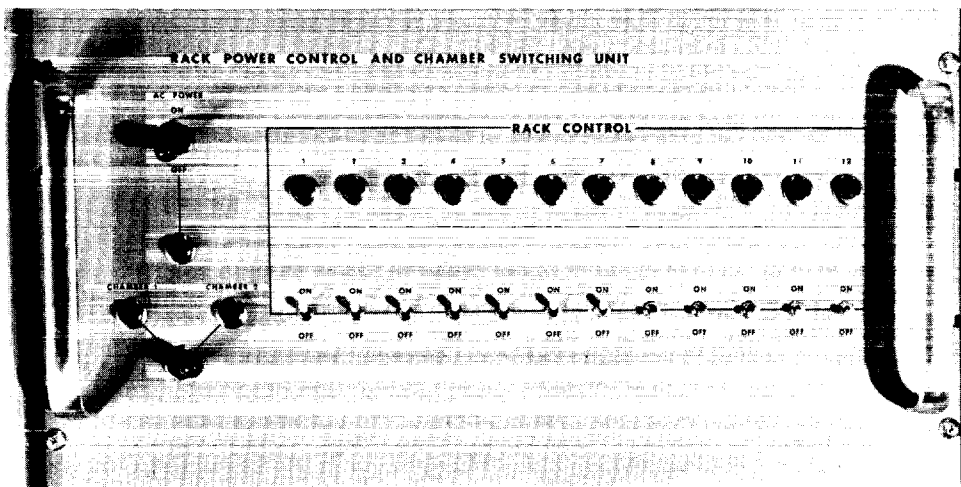 RACK POWER CONTROL AND CHAMBER SWITCHING UNIT
AC POWER
ON
OFF
CHAMBER 1 CHAMBER 2
RACK CONTROL
1 2 3 4 5 6 7 8 9 10 11 12
ON ON ON ON ON ON ON ON ON ON ON ON
OFF OFF OFF OFF OFF OFF OFF OFF OFF OFF OFF OFF